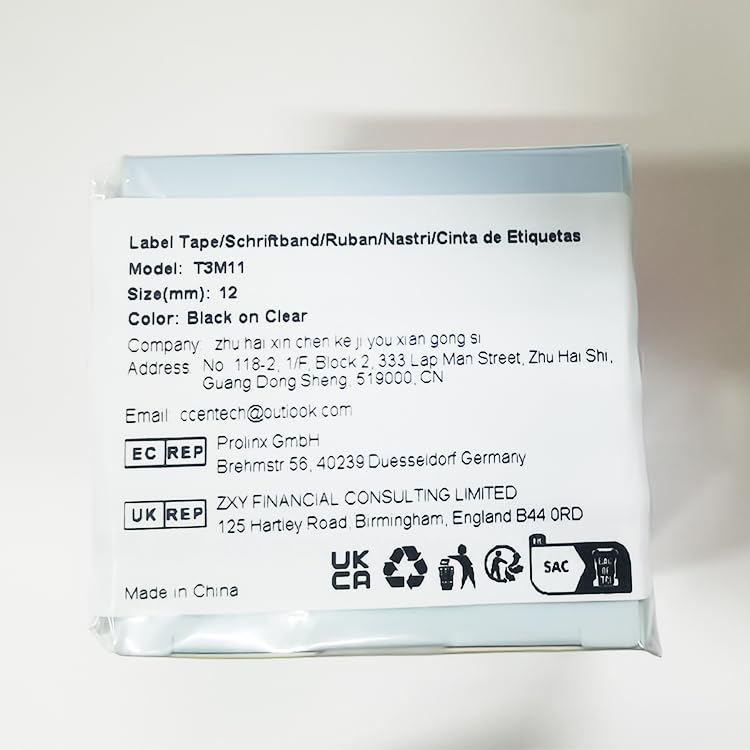 Label Tape/Schriftband/Ruban/Nastri/Cinta de Etiquetas
Model: T3M11
Size(mm): 12
Color: Black on Clear
Company: zhu hai xin chen ke ji you xian gong si
Address: No. 118-2, 1/F, Block 2, 333 Lap Man Street, Zhu Hai Shi,
Guang Dong Sheng, 519000, CN
Email: ccentech@outlook.com
EC REP
Prolinx GmbH
Brehmstr 56, 40239 Duesseldorf Germany
UK REP
ZXY FINANCIAL CONSULTING LIMITED
125 Hartley Road, Birmingham, England B44 0RD
UK
CA
FR
SAC
BAC
DE
TRI
Made in China